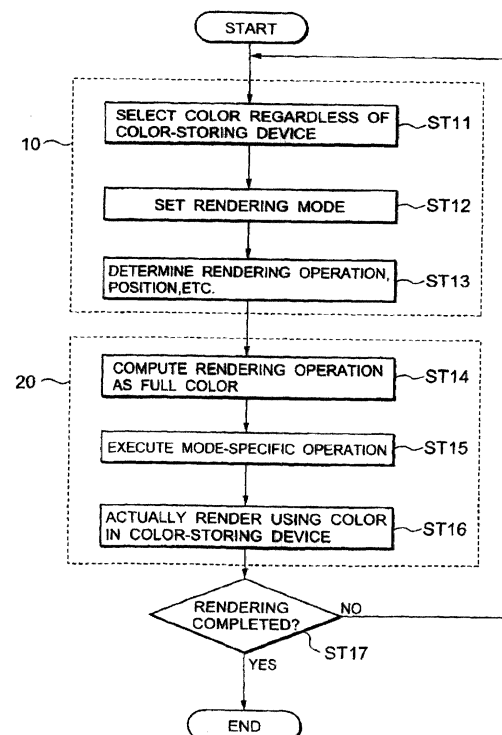 START
SELECT COLOR REGARDLESS OF
COLOR-STORING DEVICE
ST11
10
SET RENDERING MODE
ST12
DETERMINE RENDERING OPERATION,
POSITION,ETC.
ST13
20
COMPUTE RENDERING OPERATION
AS FULL COLOR
ST14
EXECUTE MODE-SPECIFIC OPERATION
ST15
ACTUALLY RENDER USING COLOR
IN COLOR-STORING DEVICE
ST16
RENDERING
COMPLETED?
NO
ST17
YES
END